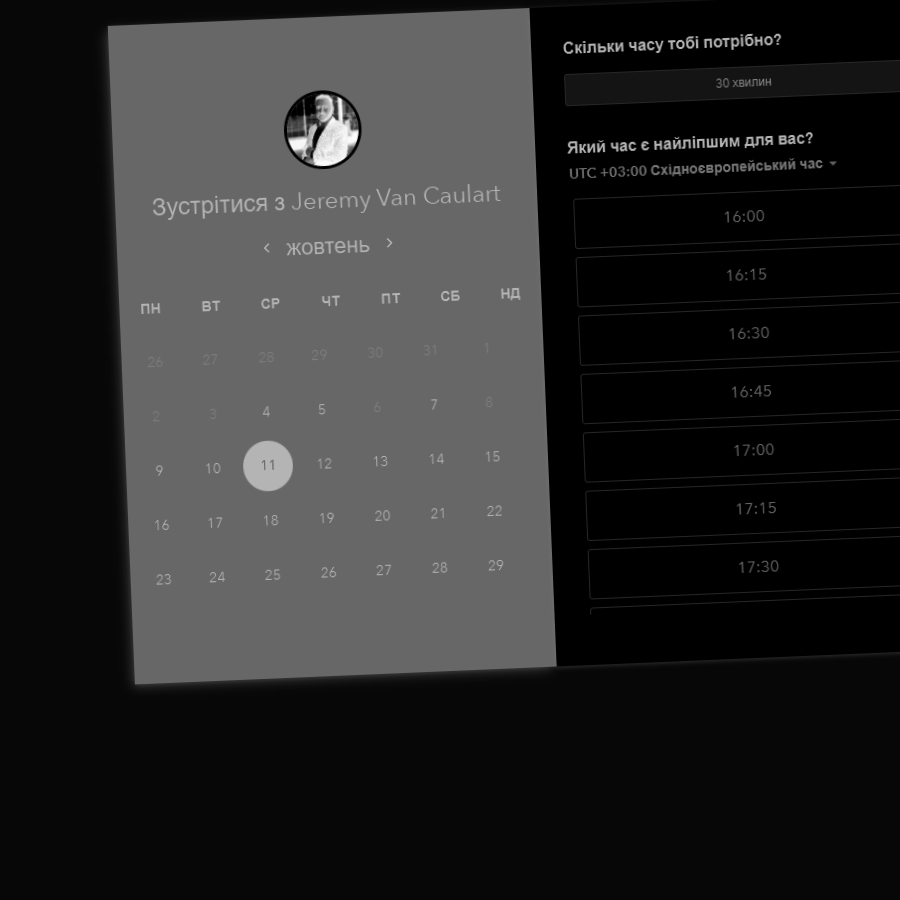 Зустрітися з Jeremy Van Caulart
‹ жовтень ›
ПН ВТ СР ЧТ ПТ СБ НД
26 27 28 29 30 31 1
2 3 4 5 6 7 8
9 10 11 12 13 14 15
16 17 18 19 20 21 22
23 24 25 26 27 28 29
Скільки часу тобі потрібно?
30 хвилин
Який час є найліпшим для вас?
UTC +03:00 Східноєвропейський час
16:00
16:15
16:30
16:45
17:00
17:15
17:30